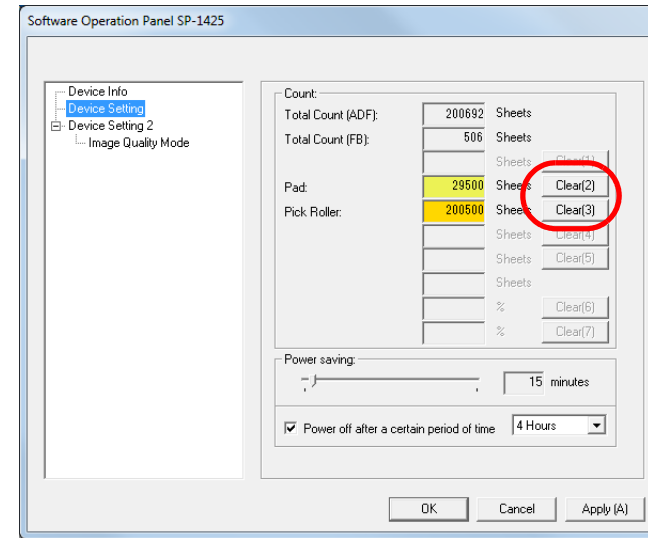 Software Operation Panel SP-1425
Device Info
Device Setting
Device Setting 2
Image Quality Mode
Count:
Total Count (ADF): 200692 Sheets
Total Count (FB): 506 Sheets
Sheets Clear(1)
Pad: 29500 Sheets Clear(2)
Pick Roller: 200500 Sheets Clear(3)
Sheets Clear(4)
Sheets Clear(5)
Sheets
% Clear(6)
% Clear(7)
Power saving:
15 minutes
Power off after a certain period of time 4 Hours
OK Cancel Apply (A)